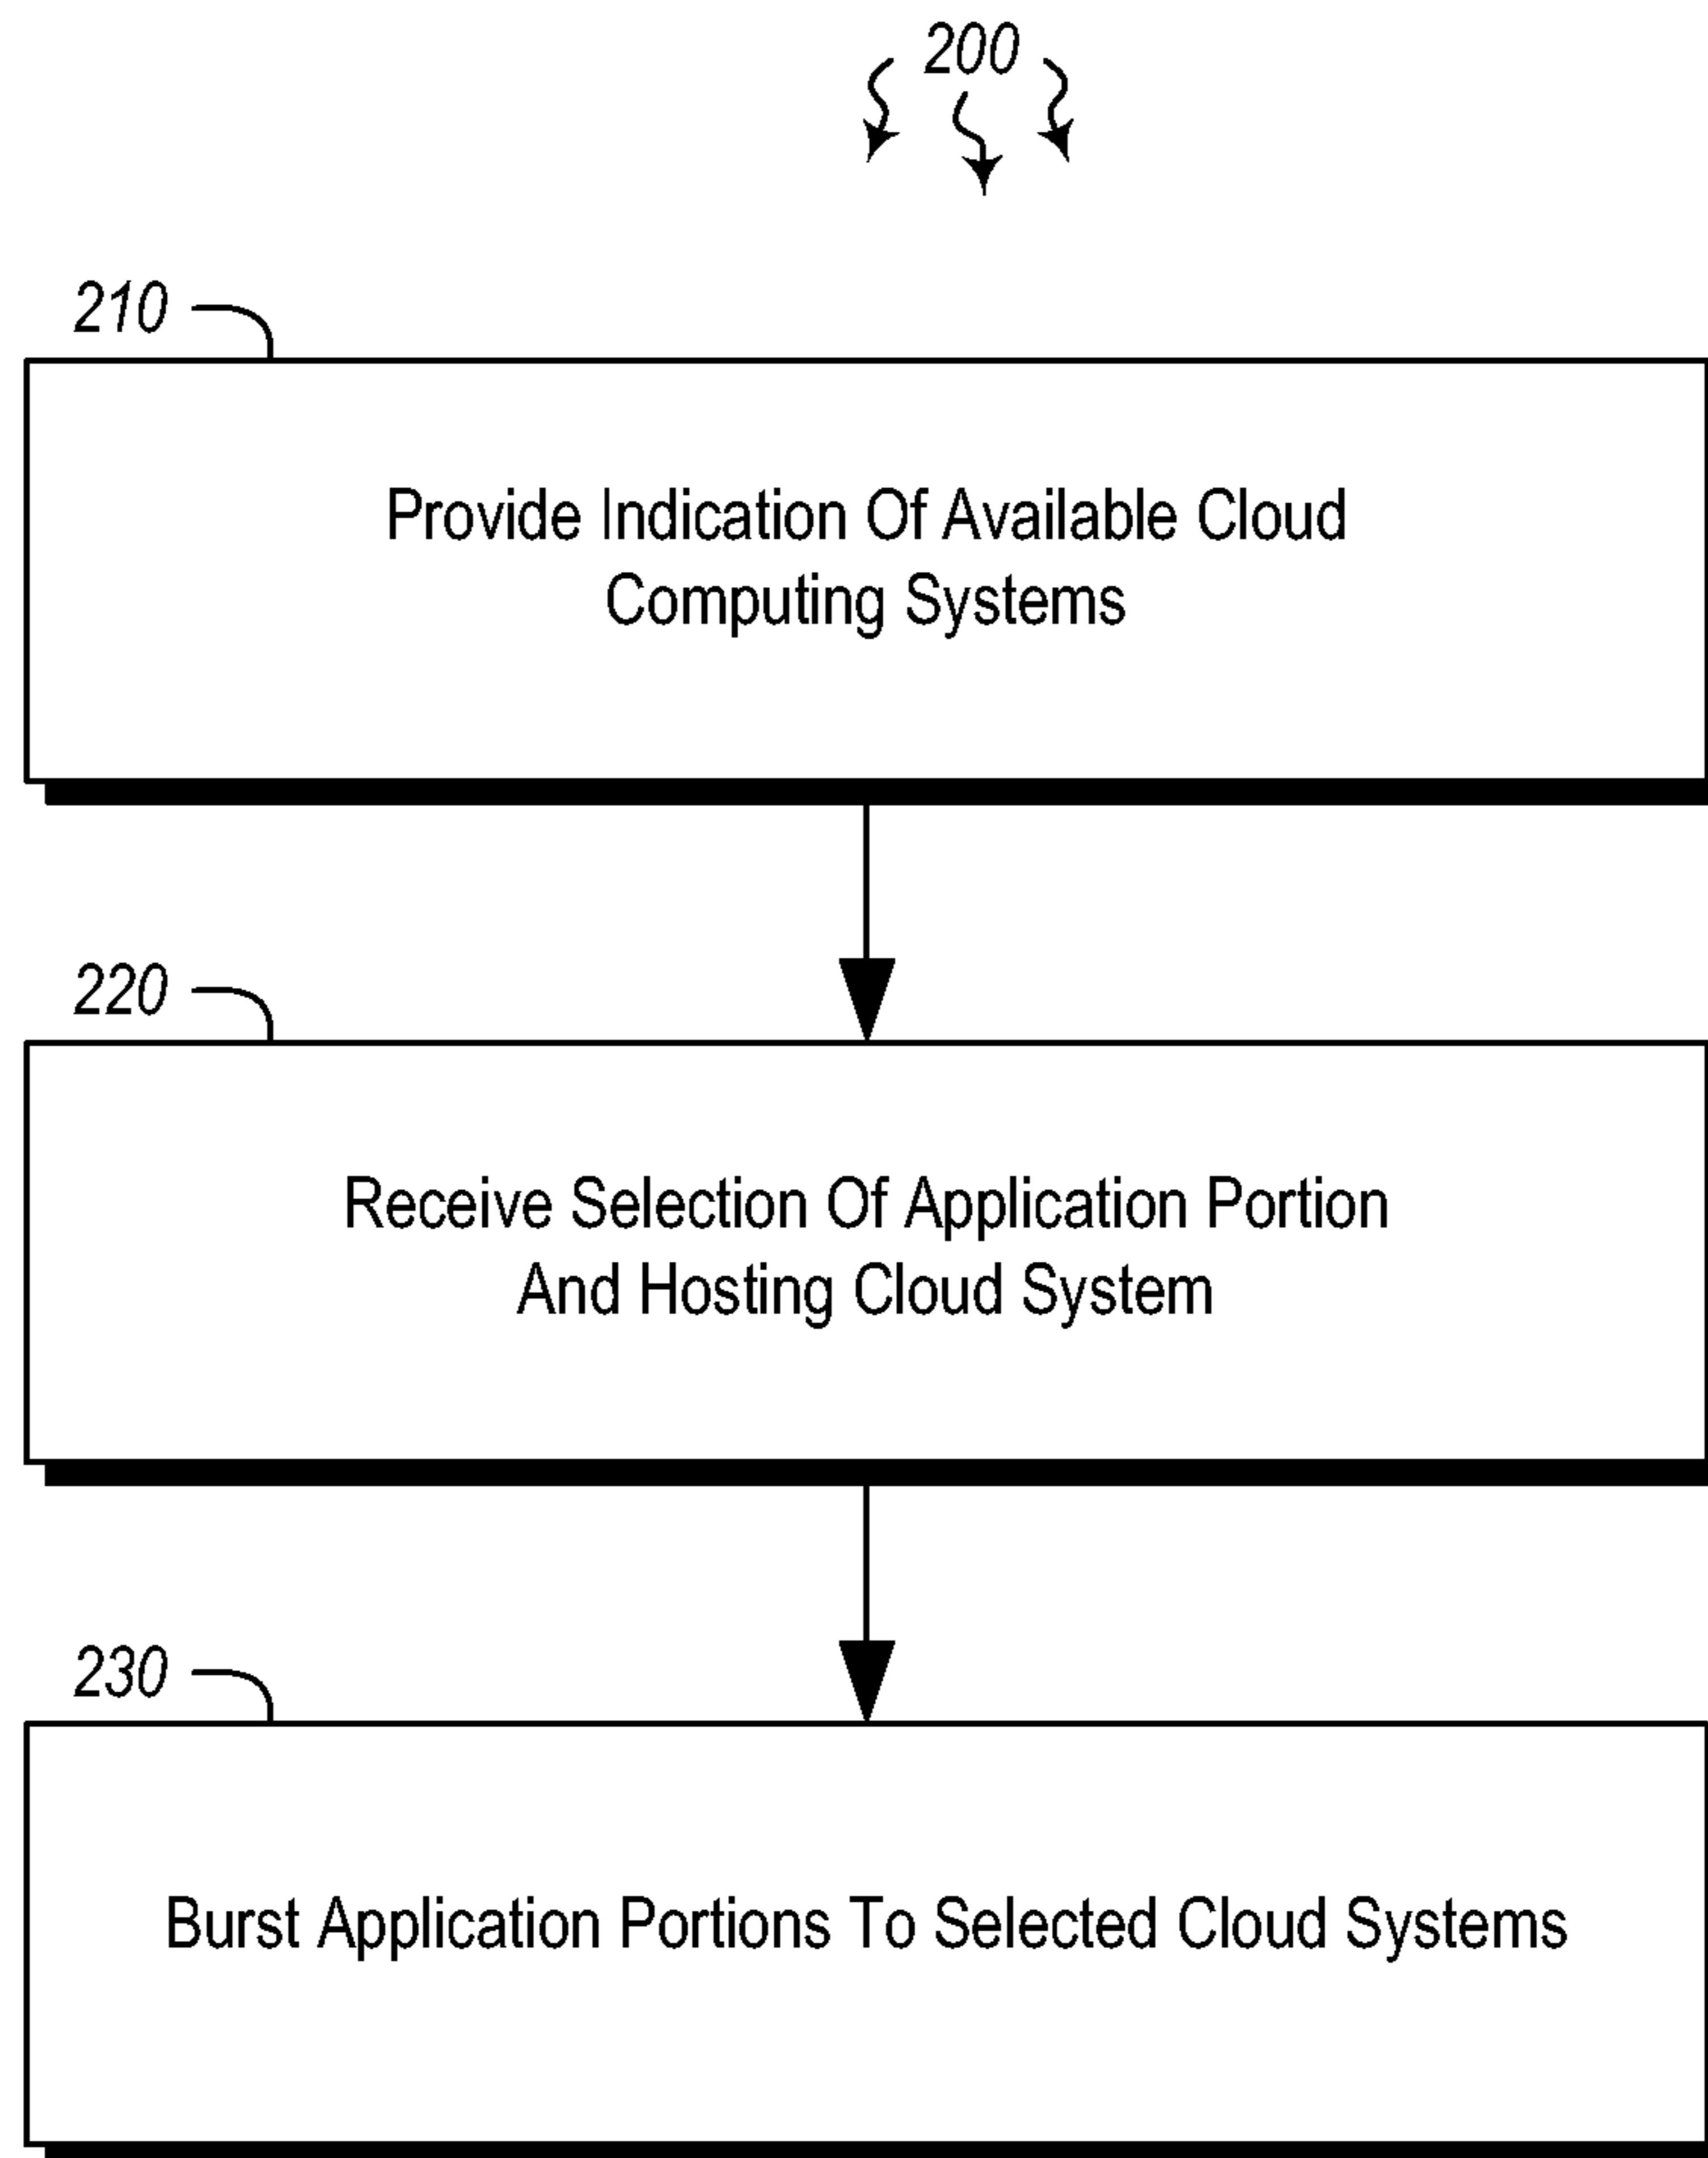 200
210
Provide Indication Of Available Cloud
Computing Systems
220
Receive Selection Of Application Portion
And Hosting Cloud System
230
Burst Application Portions To Selected Cloud Systems